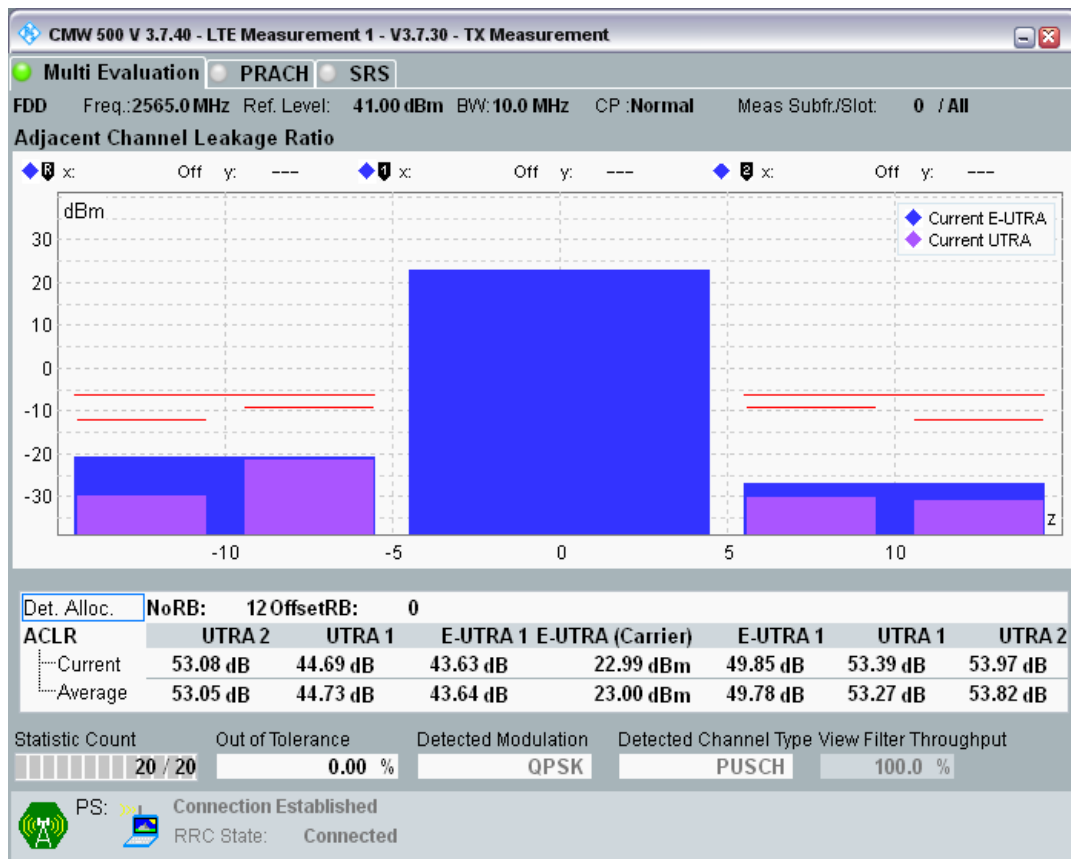 CMW 500 V 3.7.40 - LTE Measurement 1 - V3.7.30 - TX Measurement
Multi Evaluation PRACH SRS
FDD Freq.:2565.0 MHz Ref. Level: 41.00 dBm BW: 10.0 MHz CP :Normal Meas Subfr./Slot: 0 / All
Adjacent Channel Leakage Ratio
R x: Off y: --- 1 x: Off y: --- 2 x: Off y: ---
dBm
Current E-UTRA
Current UTRA
30
20
10
0
-10
-20
-30
z
-10 -5 0 5 10
Det. Alloc. NoRB: 12 OffsetRB: 0
ACLR UTRA 2 UTRA 1 E-UTRA 1 E-UTRA (Carrier) E-UTRA 1 UTRA 1 UTRA 2
Current 53.08 dB 44.69 dB 43.63 dB 22.99 dBm 49.85 dB 53.39 dB 53.97 dB
Average 53.05 dB 44.73 dB 43.64 dB 23.00 dBm 49.78 dB 53.27 dB 53.82 dB
Statistic Count Out of Tolerance Detected Modulation Detected Channel Type View Filter Throughput
20 / 20 0.00 % QPSK PUSCH 100.0 %
PS: Connection Established
RRC State: Connected